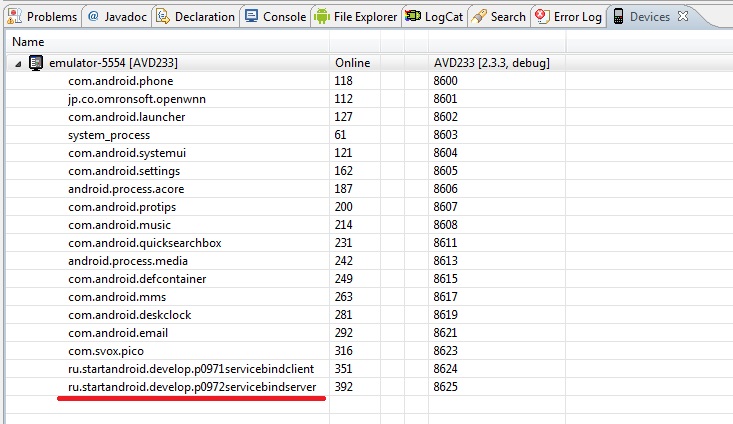 Problems @ Javadoc Declaration Console File Explorer LogCat Search Error Log Devices
Name
emulator-5554 [AVD233] Online AVD233 [2.3.3, debug]
com.android.phone 118 8600
jp.co.omronsoft.openwnn 112 8601
com.android.launcher 127 8602
system_process 61 8603
com.android.systemui 121 8604
com.android.settings 162 8605
android.process.acore 187 8606
com.android.protips 200 8607
com.android.music 214 8608
com.android.quicksearchbox 231 8611
android.process.media 242 8613
com.android.defcontainer 249 8615
com.android.mms 263 8617
com.android.deskclock 281 8619
com.android.email 292 8621
com.svox.pico 316 8623
ru.startandroid.develop.p0971servicebindclient 351 8624
ru.startandroid.develop.p0972servicebindserver 392 8625